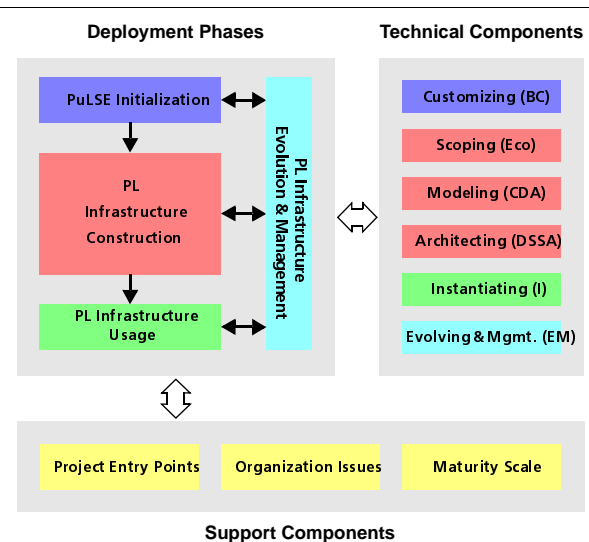 Deployment Phases
Technical Components
PuLSE Initialization
PL
Infrastructure
Construction
PL Infrastructure
Usage
PL Infrastructure
Evolution & Management
Customizing (BC)
Scoping (Eco)
Modeling (CDA)
Architecting (DSSA)
Instantiating (I)
Evolving & Mgmt. (EM)
Project Entry Points
Organization Issues
Maturity Scale
Support Components